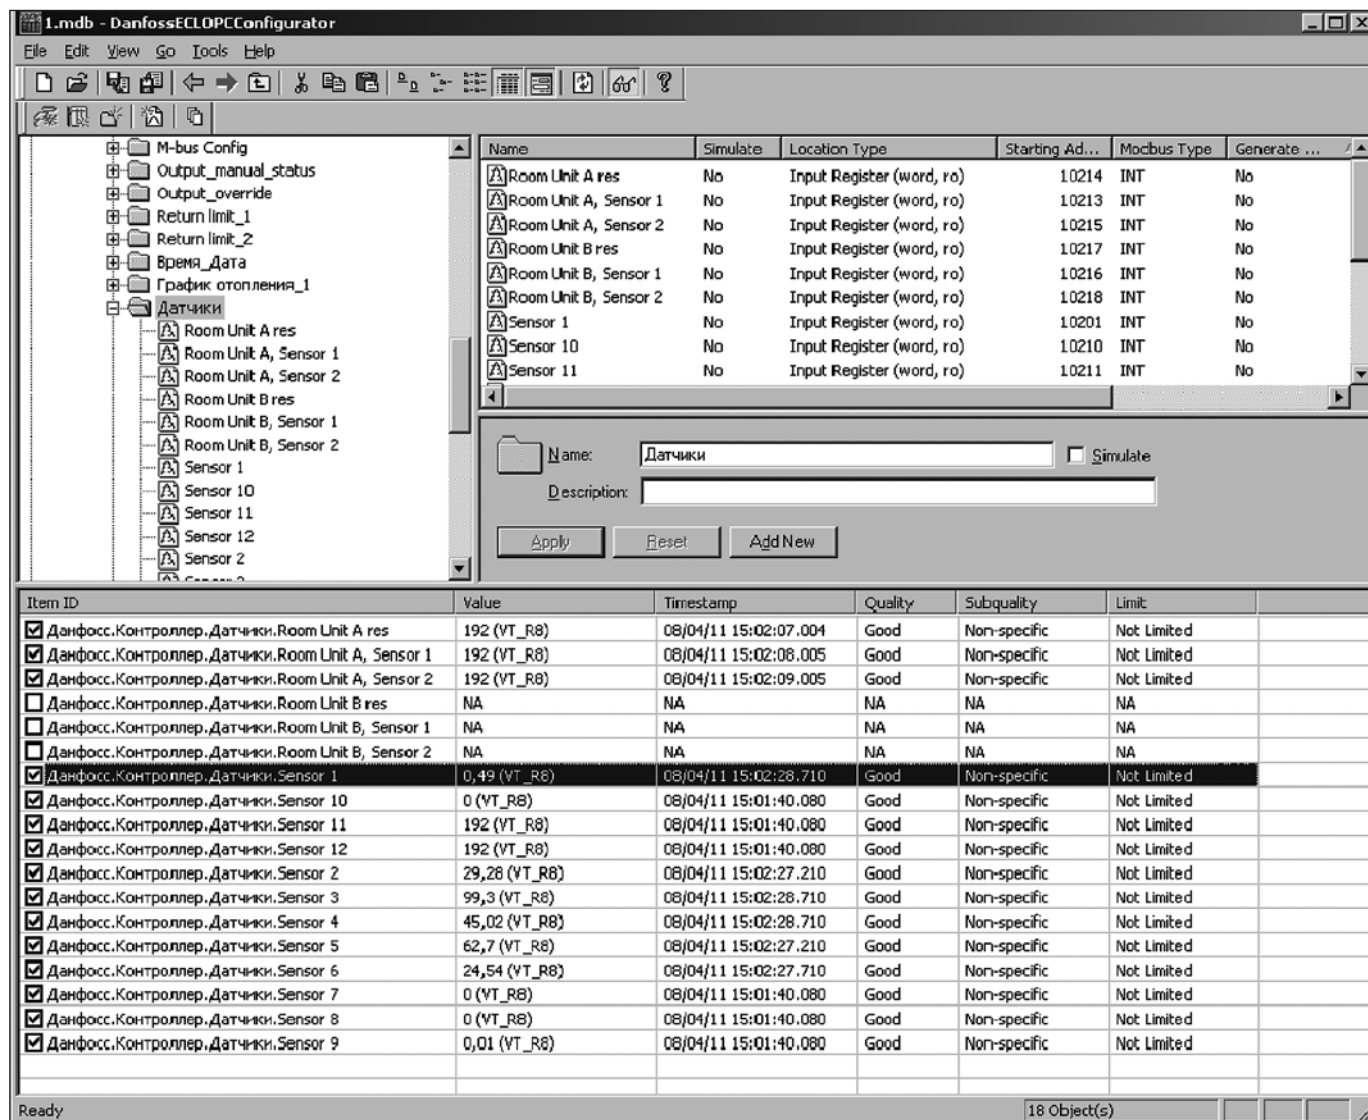 1.mdb - DanfossECLOPCConfigurator
File Edit View Go Tools Help
M-bus Config
Output_manual_status
Output_override
Return limit_1
Return limit_2
Время_Дата
График отопления_1
Датчики
Room Unit A res
Room Unit A, Sensor 1
Room Unit A, Sensor 2
Room Unit B res
Room Unit B, Sensor 1
Room Unit B, Sensor 2
Sensor 1
Sensor 10
Sensor 11
Sensor 12
Sensor 2
Name Simulate Location Type Starting Ad... Modbus Type Generate ...
Room Unit A res No Input Register (word, ro) 10214 INT No
Room Unit A, Sensor 1 No Input Register (word, ro) 10213 INT No
Room Unit A, Sensor 2 No Input Register (word, ro) 10215 INT No
Room Unit B res No Input Register (word, ro) 10217 INT No
Room Unit B, Sensor 1 No Input Register (word, ro) 10216 INT No
Room Unit B, Sensor 2 No Input Register (word, ro) 10218 INT No
Sensor 1 No Input Register (word, ro) 10201 INT No
Sensor 10 No Input Register (word, ro) 10210 INT No
Sensor 11 No Input Register (word, ro) 10211 INT No
Name: Датчики Simulate
Description:
Apply Reset Add New
Item ID Value Timestamp Quality Subquality Limit
Данфосс.Контроллер.Датчики.Room Unit A res 192 (VT_R8) 08/04/11 15:02:07.004 Good Non-specific Not Limited
Данфосс.Контроллер.Датчики.Room Unit A, Sensor 1 192 (VT_R8) 08/04/11 15:02:08.005 Good Non-specific Not Limited
Данфосс.Контроллер.Датчики.Room Unit A, Sensor 2 192 (VT_R8) 08/04/11 15:02:09.005 Good Non-specific Not Limited
Данфосс.Контроллер.Датчики.Room Unit B res NA NA NA NA NA
Данфосс.Контроллер.Датчики.Room Unit B, Sensor 1 NA NA NA NA NA
Данфосс.Контроллер.Датчики.Room Unit B, Sensor 2 NA NA NA NA NA
Данфосс.Контроллер.Датчики.Sensor 1 0,49 (VT_R8) 08/04/11 15:02:28.710 Good Non-specific Not Limited
Данфосс.Контроллер.Датчики.Sensor 10 0 (VT_R8) 08/04/11 15:01:40.080 Good Non-specific Not Limited
Данфосс.Контроллер.Датчики.Sensor 11 192 (VT_R8) 08/04/11 15:01:40.080 Good Non-specific Not Limited
Данфосс.Контроллер.Датчики.Sensor 12 192 (VT_R8) 08/04/11 15:01:40.080 Good Non-specific Not Limited
Данфосс.Контроллер.Датчики.Sensor 2 29,28 (VT_R8) 08/04/11 15:02:27.210 Good Non-specific Not Limited
Данфосс.Контроллер.Датчики.Sensor 3 99,3 (VT_R8) 08/04/11 15:02:28.710 Good Non-specific Not Limited
Данфосс.Контроллер.Датчики.Sensor 4 45,02 (VT_R8) 08/04/11 15:02:28.710 Good Non-specific Not Limited
Данфосс.Контроллер.Датчики.Sensor 5 62,7 (VT_R8) 08/04/11 15:02:27.210 Good Non-specific Not Limited
Данфосс.Контроллер.Датчики.Sensor 6 24,54 (VT_R8) 08/04/11 15:02:27.710 Good Non-specific Not Limited
Данфосс.Контроллер.Датчики.Sensor 7 0 (VT_R8) 08/04/11 15:01:40.080 Good Non-specific Not Limited
Данфосс.Контроллер.Датчики.Sensor 8 0 (VT_R8) 08/04/11 15:01:40.080 Good Non-specific Not Limited
Данфосс.Контроллер.Датчики.Sensor 9 0,01 (VT_R8) 08/04/11 15:01:40.080 Good Non-specific Not Limited
Ready 18 Object(s)